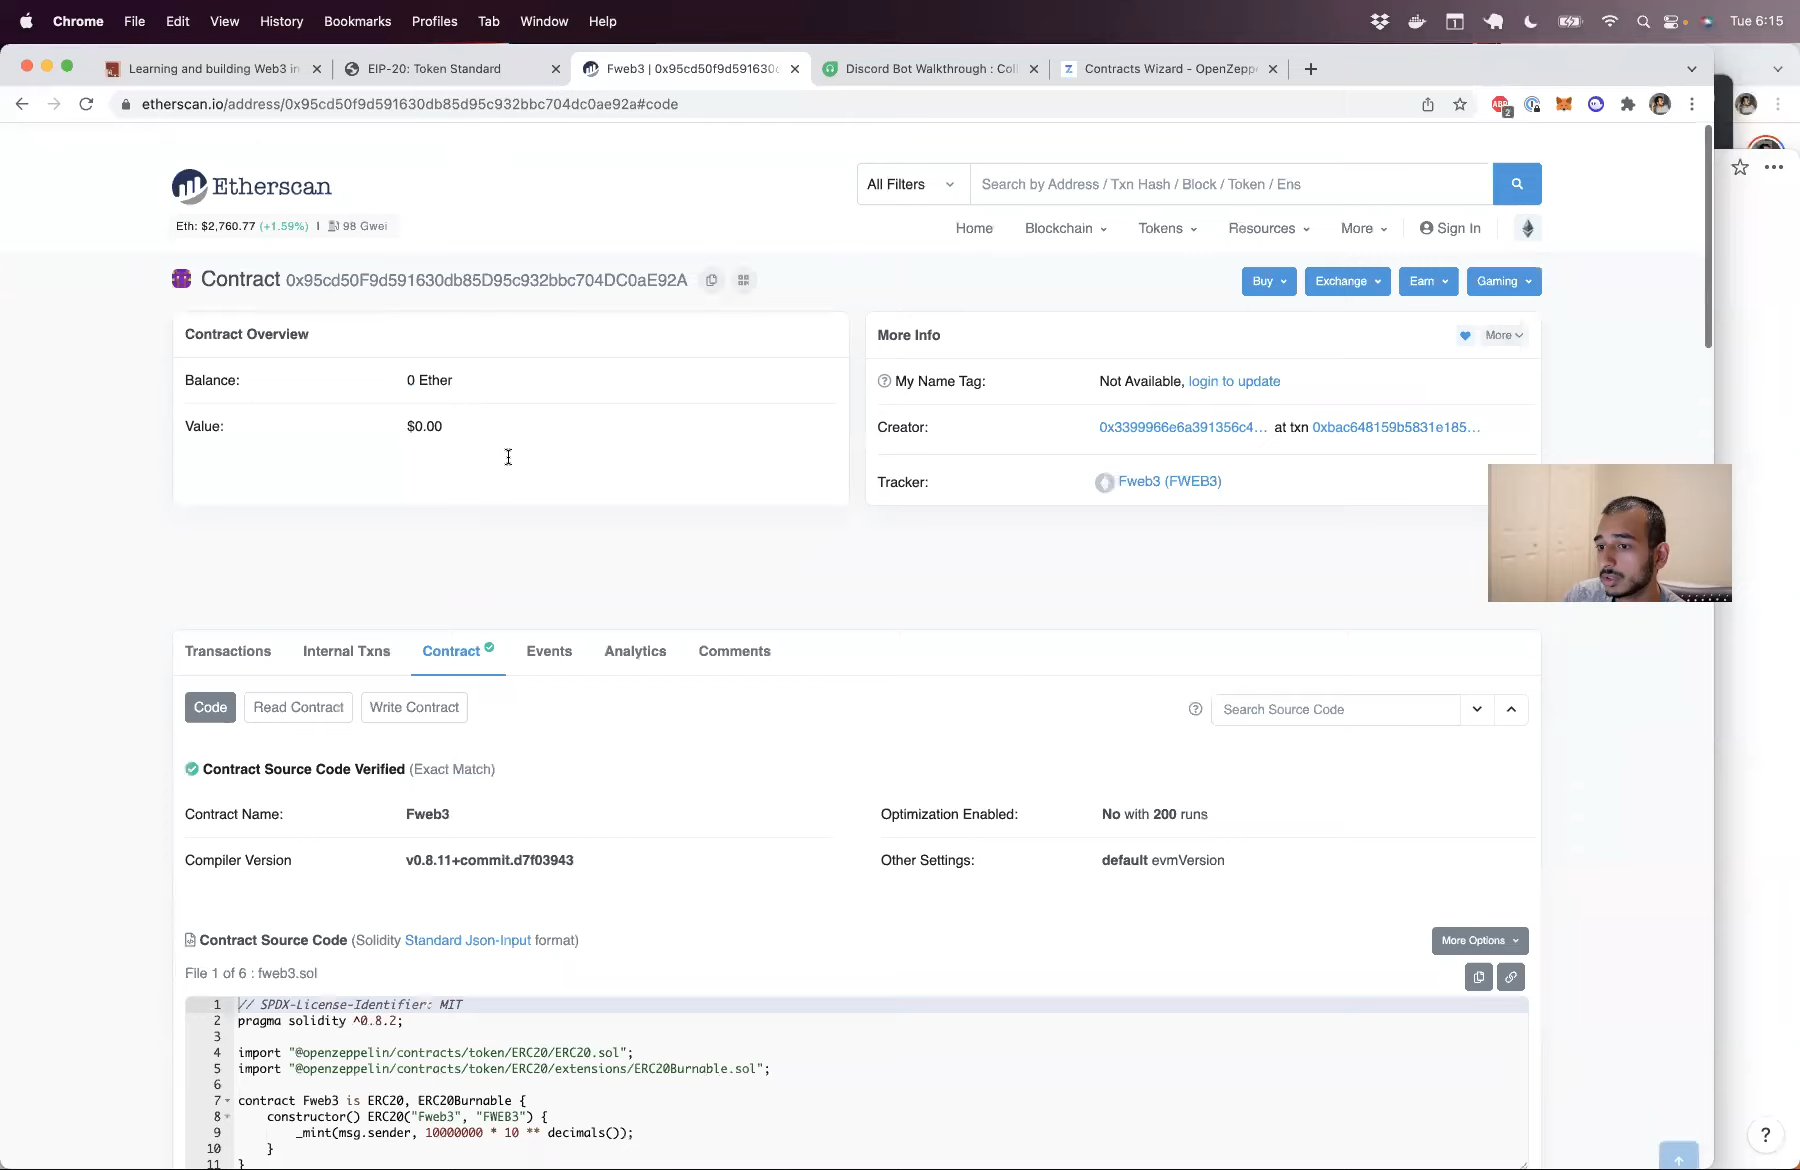 Chrome File Edit View History Bookmarks Profiles Tab Window Help 1 Tue 6:15
Learning and building Web3 in EIP-20: Token Standard Fweb3 | 0x95cd50f9d591630 Discord Bot Walkthrough : Col Contracts Wizard - OpenZepp
etherscan.io/address/0x95cd50f9d591630db85d95c932bbc704dc0ae92a#code ABP 2
Etherscan
All Filters Search by Address / Txn Hash / Block / Token / Ens
Eth: $2,760.77 (+1.59%) | 98 Gwei
Home Blockchain Tokens Resources More Sign In
Contract 0x95cd50F9d591630db85D95c932bbc704DC0aE92A
Buy Exchange Earn Gaming
Contract Overview
Balance: 0 Ether
Value: $0.00
More Info More
My Name Tag: Not Available, login to update
Creator: 0x3399966e6a391356c4... at txn 0xbac648159b5831e185...
Tracker: Fweb3 (FWEB3)
Transactions Internal Txns Contract Events Analytics Comments
Code Read Contract Write Contract Search Source Code
Contract Source Code Verified (Exact Match)
Contract Name: Fweb3 Optimization Enabled: No with 200 runs
Compiler Version v0.8.11+commit.d7f03943 Other Settings: default evmVersion
Contract Source Code (Solidity Standard Json-Input format) More Options
File 1 of 6 : fweb3.sol
1 // SPDX-License-Identifier: MIT
2 pragma solidity ^0.8.2;
3
4 import "@openzeppelin/contracts/token/ERC20/ERC20.sol";
5 import "@openzeppelin/contracts/token/ERC20/extensions/ERC20Burnable.sol";
6
7 contract Fweb3 is ERC20, ERC20Burnable {
8 constructor() ERC20("Fweb3", "FWEB3") {
9 _mint(msg.sender, 10000000 * 10 ** decimals());
10 }
11 }